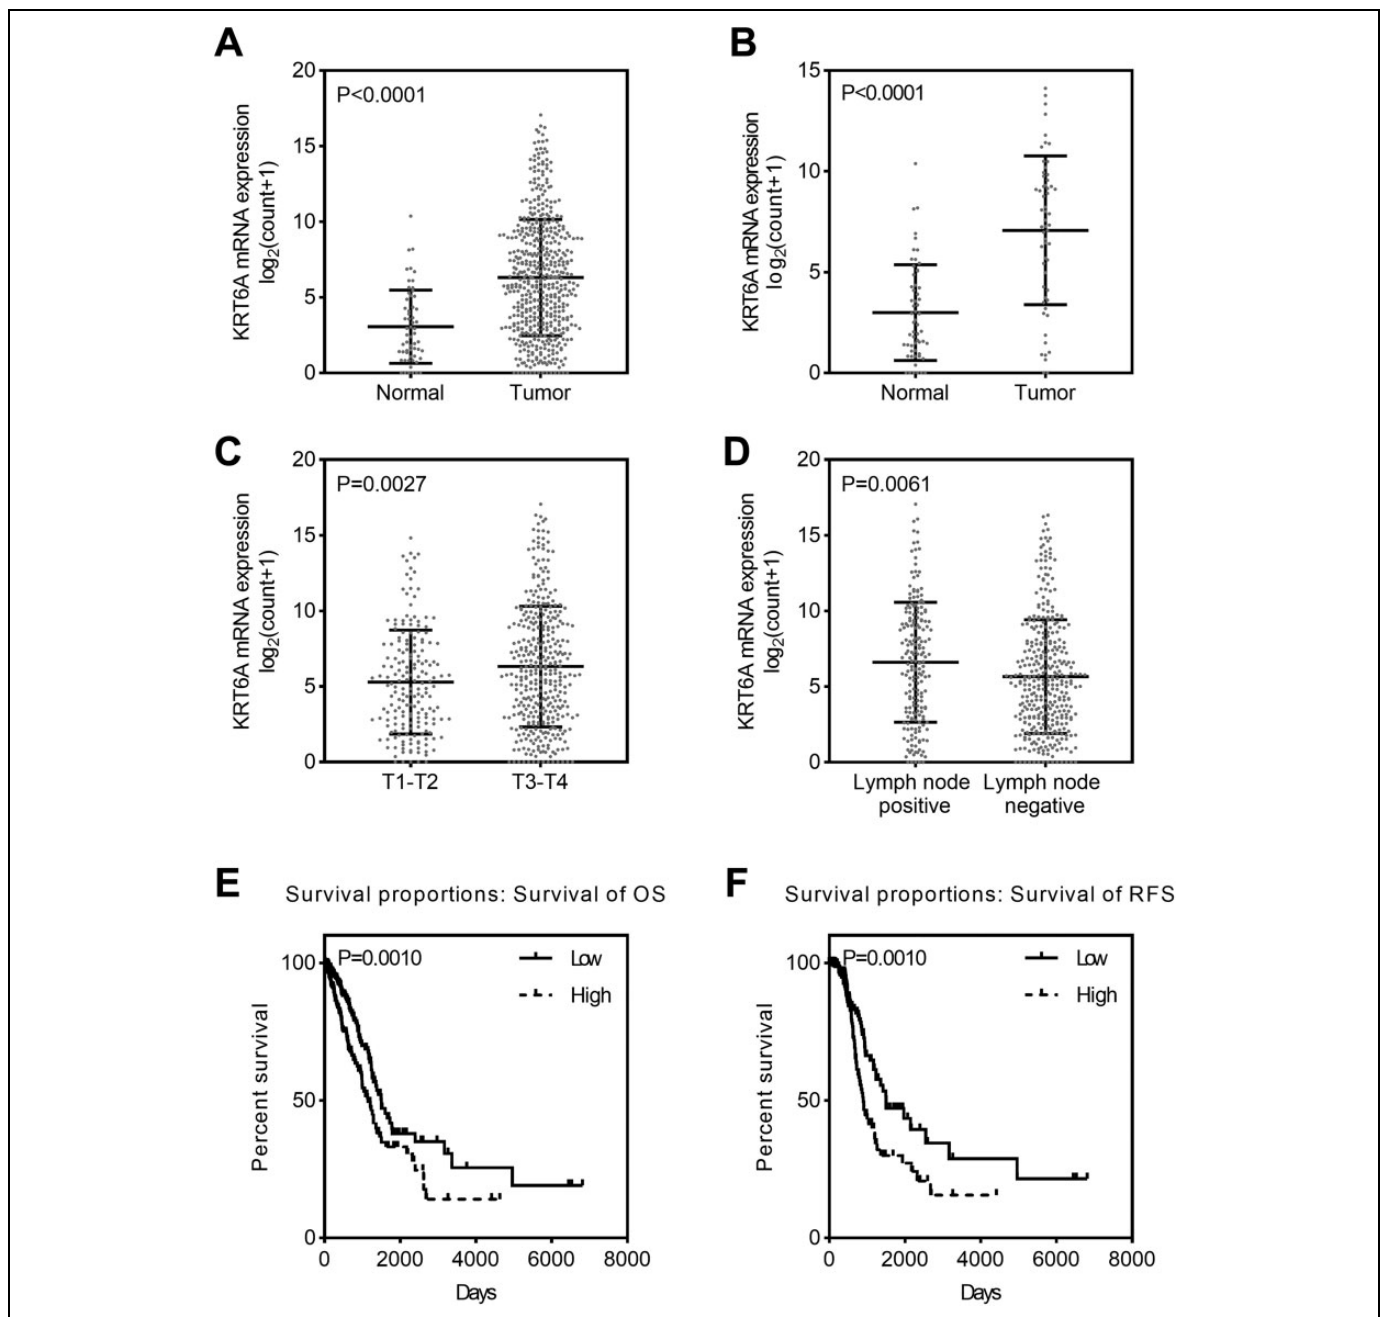 A
KRT6A mRNA expression
log2(count+1)
20
15
10
5
0
P<0.0001
Normal
Tumor
B
KRT6A mRNA expression
log2(count+1)
15
10
5
0
P<0.0001
Normal
Tumor
C
KRT6A mRNA expression
log2(count+1)
20
15
10
5
0
P=0.0027
T1-T2
T3-T4
D
KRT6A mRNA expression
log2(count+1)
20
15
10
5
0
P=0.0061
Lymph node
positive
Lymph node
negative
E
Survival proportions: Survival of OS
Percent survival
100
50
0
P=0.0010
Low
High
0 2000 4000 6000 8000
Days
F
Survival proportions: Survival of RFS
Percent survival
100
50
0
P=0.0010
Low
High
0 2000 4000 6000 8000
Days